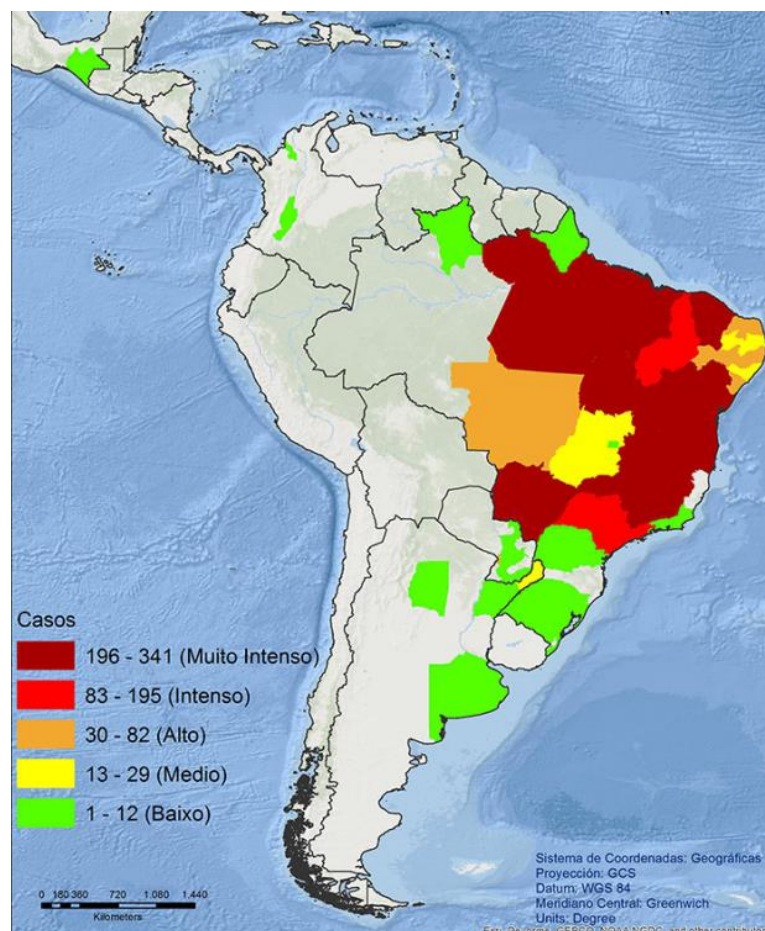 Casos
196 - 341 (Muito Intenso)
83 - 195 (Intenso)
30 - 82 (Alto)
13 - 29 (Medio)
1 - 12 (Baixo)
0 180 360 720 1.080 1.440
Kilometers
Sistema de Coordenadas: Geográficas
Proyección: GCS
Datum: WGS 84
Meridiano Central: Greenwich
Units: Degree